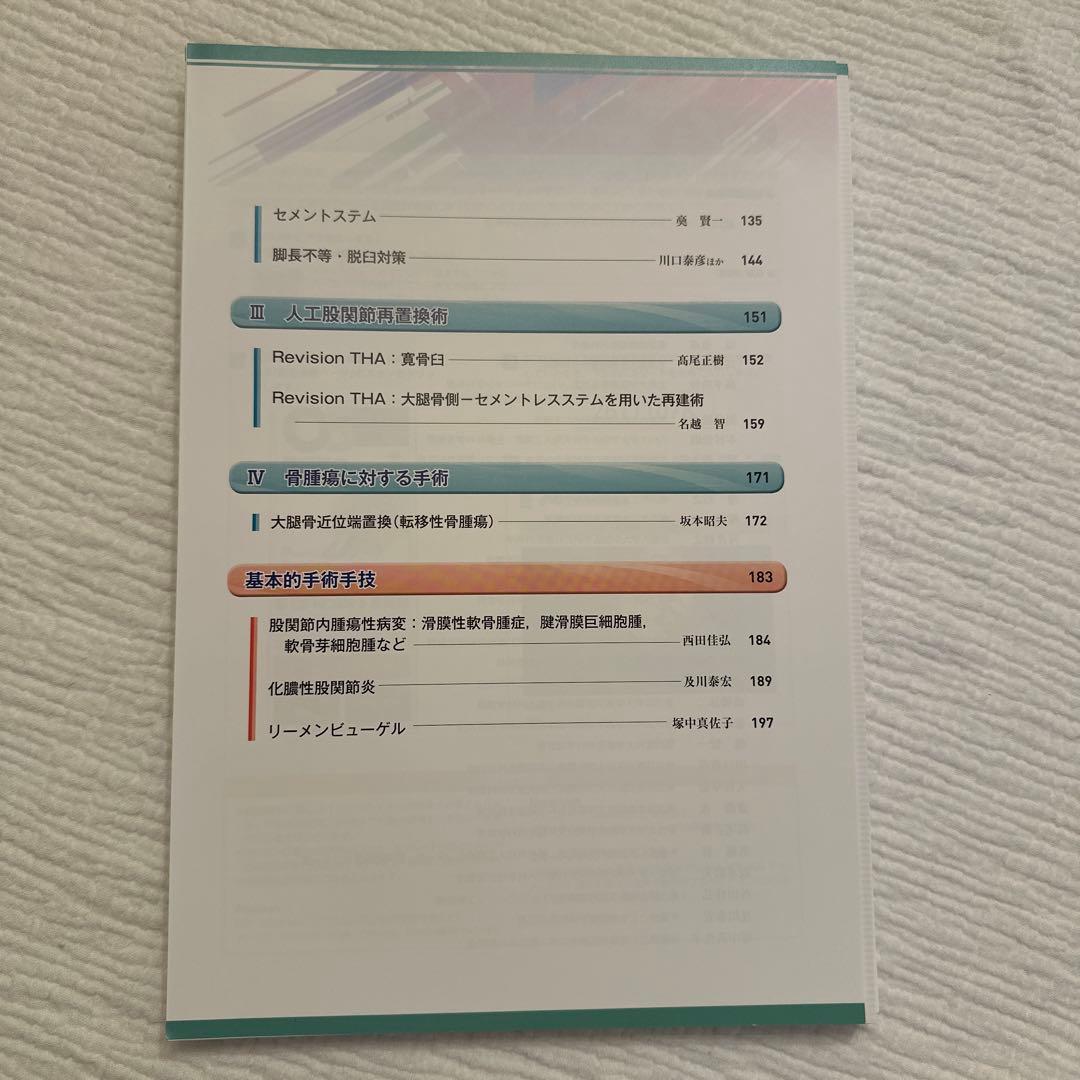 セメントステム 奥 賢一 135
脚長不等・脱臼対策 川口泰彦ほか 144
Ⅲ 人工股関節再置換術 151
Revision THA：寛骨臼 髙尾正樹 152
Revision THA：大腿骨側－セメントレスステムを用いた再建術
名越 智 159
Ⅳ 骨腫瘍に対する手術 171
大腿骨近位端置換（転移性骨腫瘍） 坂本昭夫 172
基本的手術手技 183
股関節内腫瘍性病変：滑膜性軟骨腫症，腱滑膜巨細胞腫，
軟骨芽細胞腫など 西田佳弘 184
化膿性股関節炎 及川泰宏 189
リーメンビューゲル 塚中真佐子 197